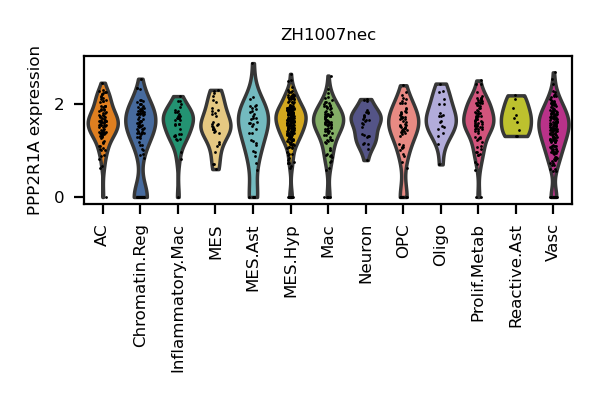 ZH1007nec
PPP2R1A expression
2
0
AC
Chromatin.Reg
Inflammatory.Mac
MES
MES.Ast
MES.Hyp
Mac
Neuron
OPC
Oligo
Prolif.Metab
Reactive.Ast
Vasc